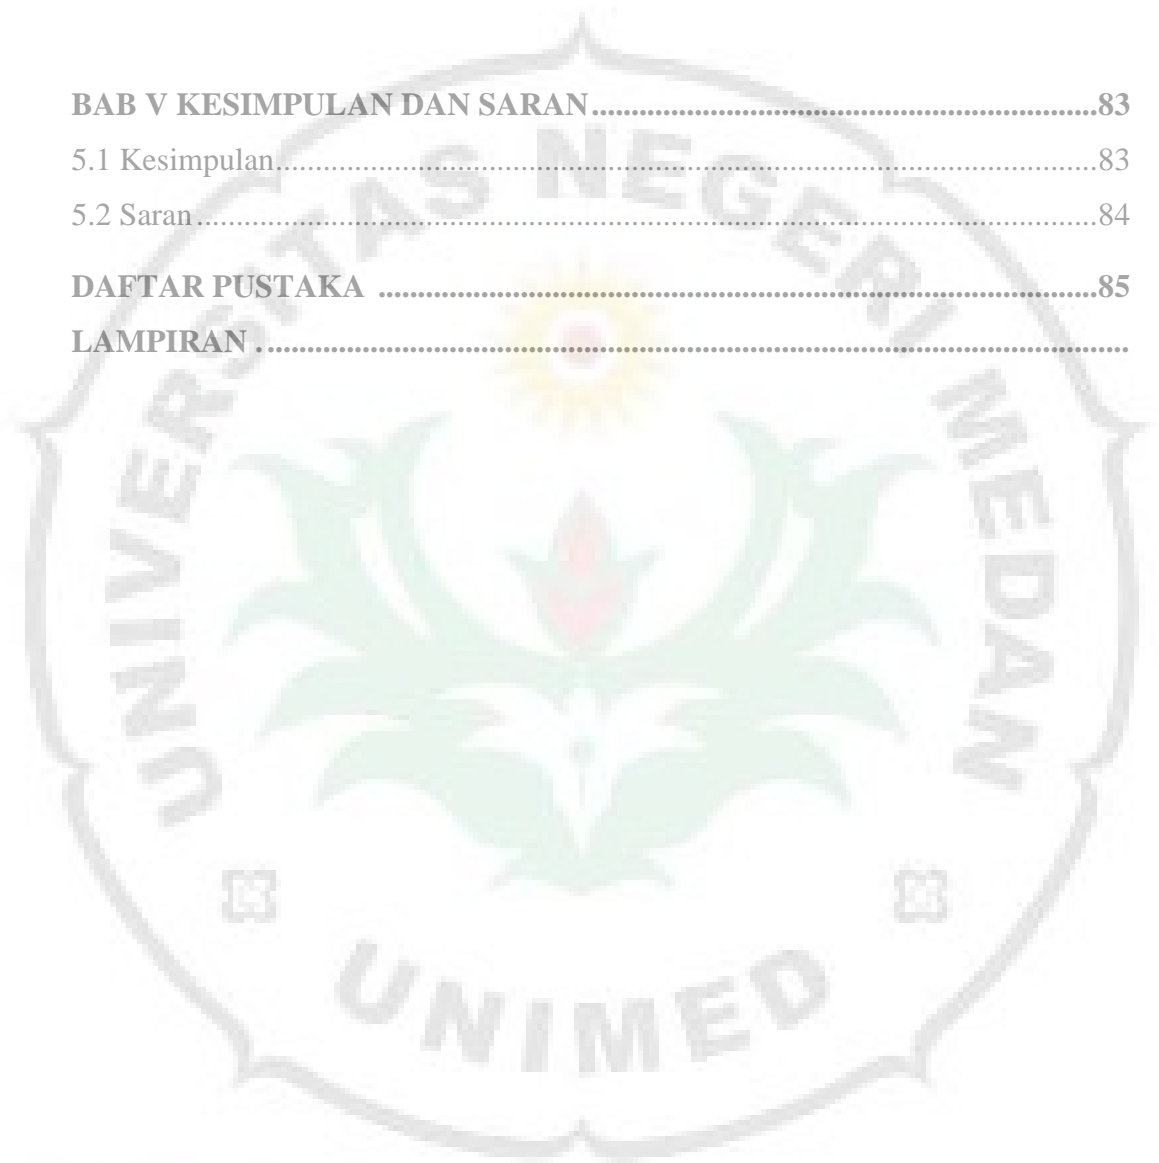 BAB V KESIMPULAN DAN SARAN................................................................83
5.1 Kesimpulan.......................................................................................................83
5.2 Saran.................................................................................................................84
DAFTAR PUSTAKA ...........................................................................................85
LAMPIRAN ..............................................................................................................
UNIVERSITAS NEGERI MEDAN
UNIMED